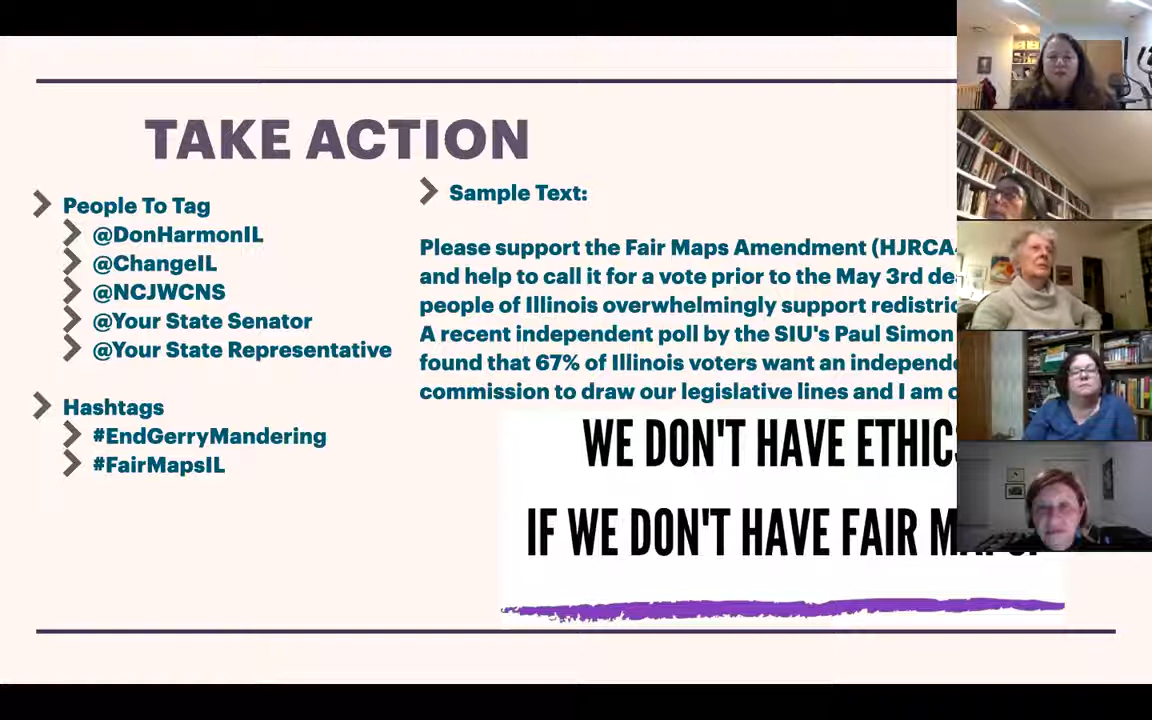 TAKE ACTION
People To Tag
@DonHarmonIL
@ChangeIL
@NCJWCNS
@Your State Senator
@Your State Representative
Hashtags
#EndGerryMandering
#FairMapsIL
Sample Text:
Please support the Fair Maps Amendment (HJRCA
and help to call it for a vote prior to the May 3rd
people of Illinois overwhelmingly support
A recent independent poll by the SIU's Paul Simon
found that 67% of Illinois voters want an
commission to draw our legislative lines and I am
WE DON'T HAVE ETHICS
IF WE DON'T HAVE FAIR